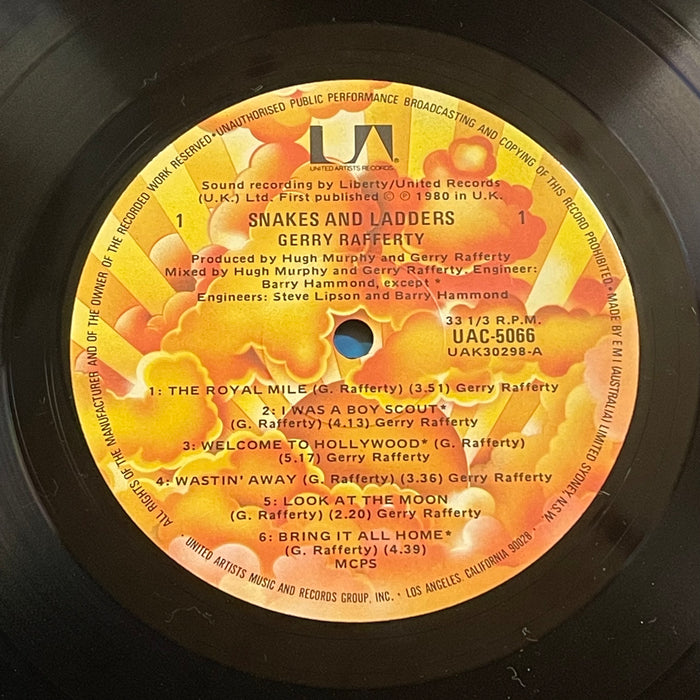 ALL RIGHTS OF THE MANUFACTURER AND OF THE OWNER OF THE RECORDED WORK RESERVED • UNAUTHORISED PUBLIC PERFORMANCE BROADCASTING AND COPYING OF THIS RECORD PROHIBITED • MADE BY E M I (AUSTRALIA) LIMITED SYDNEY, N.S.W.
UA
UNITED ARTISTS RECORDS ®
Sound recording by Liberty/United Records
(U.K.) Ltd. First published © ℗ 1980 in U.K.
1 SNAKES AND LADDERS 1
GERRY RAFFERTY
Produced by Hugh Murphy and Gerry Rafferty
Mixed by Hugh Murphy and Gerry Rafferty. Engineer:
Barry Hammond, except *
Engineers: Steve Lipson and Barry Hammond
33 1/3 R.P.M.
UAC-5066
UAK30298-A
1: THE ROYAL MILE (G. Rafferty) (3.51) Gerry Rafferty
2: I WAS A BOY SCOUT*
(G. Rafferty) (4.13) Gerry Rafferty
3: WELCOME TO HOLLYWOOD* (G. Rafferty)
(5.17) Gerry Rafferty
4: WASTIN' AWAY (G. Rafferty) (3.36) Gerry Rafferty
5: LOOK AT THE MOON
(G. Rafferty) (2.20) Gerry Rafferty
6: BRING IT ALL HOME*
(G. Rafferty) (4.39)
MCPS
• UNITED ARTISTS MUSIC AND RECORDS GROUP, INC. • LOS ANGELES, CALIFORNIA 90028 •